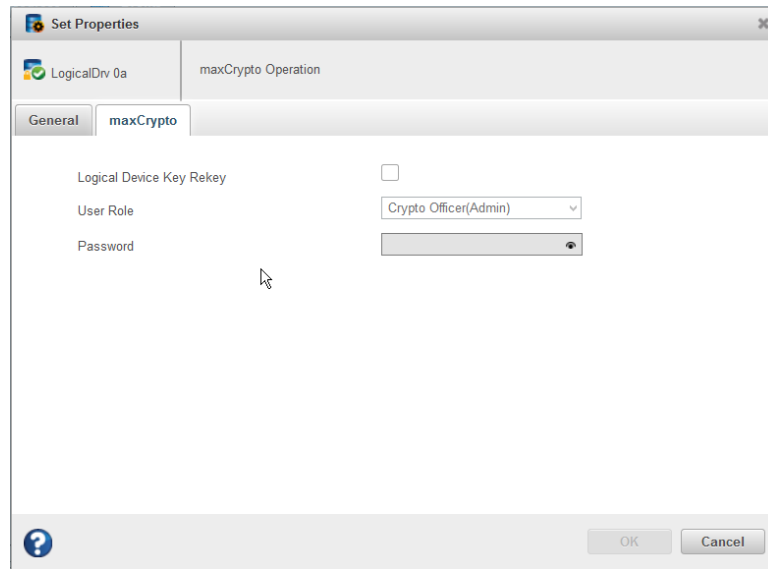 Set Properties
LogicalDrv 0a
maxCrypto Operation
General
maxCrypto
Logical Device Key Rekey
User Role
Crypto Officer(Admin)
Password
?
OK
Cancel